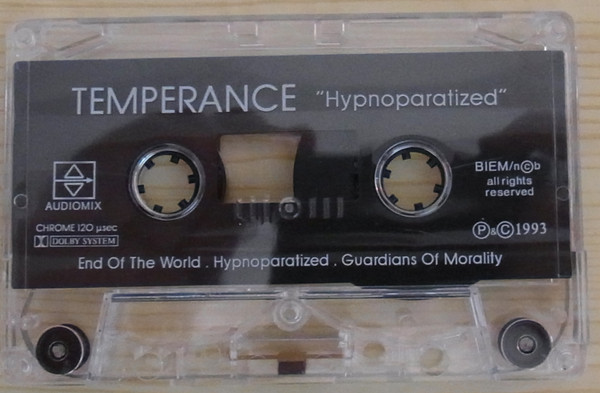 TEMPERANCE "Hypnoparatized"
AUDIOMIX
BIEM/n©b
all rights
reserved
CHROME 120 µsec
DOLBY SYSTEM
Ⓟ&© 1993
End Of The World . Hypnoparatized . Guardians Of Morality